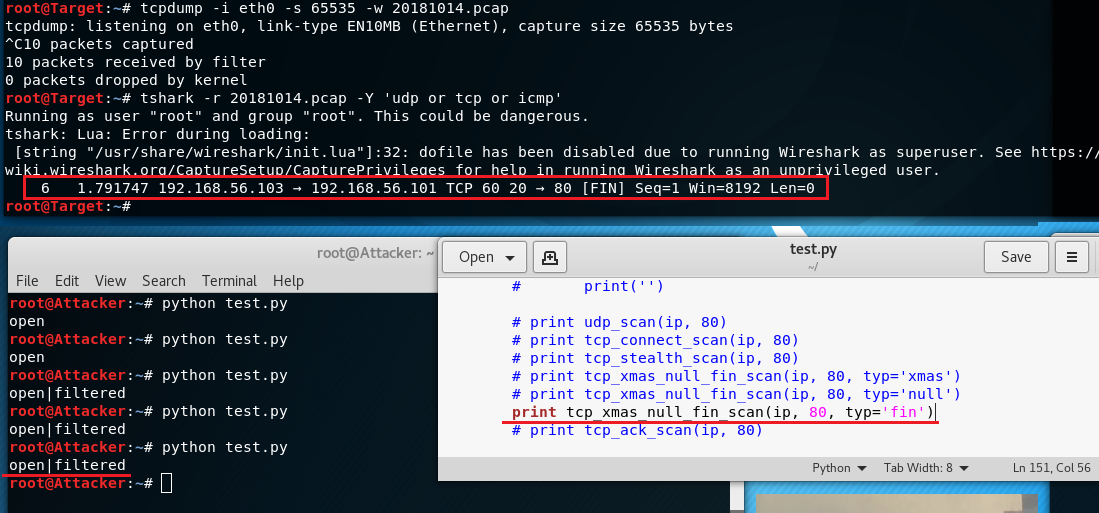 root@Target:~# tcpdump -i eth0 -s 65535 -w 20181014.pcap
tcpdump: listening on eth0, link-type EN10MB (Ethernet), capture size 65535 bytes
^C10 packets captured
10 packets received by filter
0 packets dropped by kernel
root@Target:~# tshark -r 20181014.pcap -Y 'udp or tcp or icmp'
Running as user "root" and group "root". This could be dangerous.
tshark: Lua: Error during loading:
 [string "/usr/share/wireshark/init.lua"]:32: dofile has been disabled due to running Wireshark as superuser. See https://
wiki.wireshark.org/CaptureSetup/CapturePrivileges for help in running Wireshark as an unprivileged user.
    6   1.791747 192.168.56.103 → 192.168.56.101 TCP 60 20 → 80 [FIN] Seq=1 Win=8192 Len=0
root@Target:~#
root@Attacker: ~
File Edit View Search Terminal Help
root@Attacker:~# python test.py
open
root@Attacker:~# python test.py
open
root@Attacker:~# python test.py
open|filtered
root@Attacker:~# python test.py
open|filtered
root@Attacker:~# python test.py
open|filtered
root@Attacker:~#
Open
test.py
~/
Save
#       print('')
# print udp_scan(ip, 80)
# print tcp_connect_scan(ip, 80)
# print tcp_stealth_scan(ip, 80)
# print tcp_xmas_null_fin_scan(ip, 80, typ='xmas')
# print tcp_xmas_null_fin_scan(ip, 80, typ='null')
print tcp_xmas_null_fin_scan(ip, 80, typ='fin')
# print tcp_ack_scan(ip, 80)
Python Tab Width: 8 Ln 151, Col 56